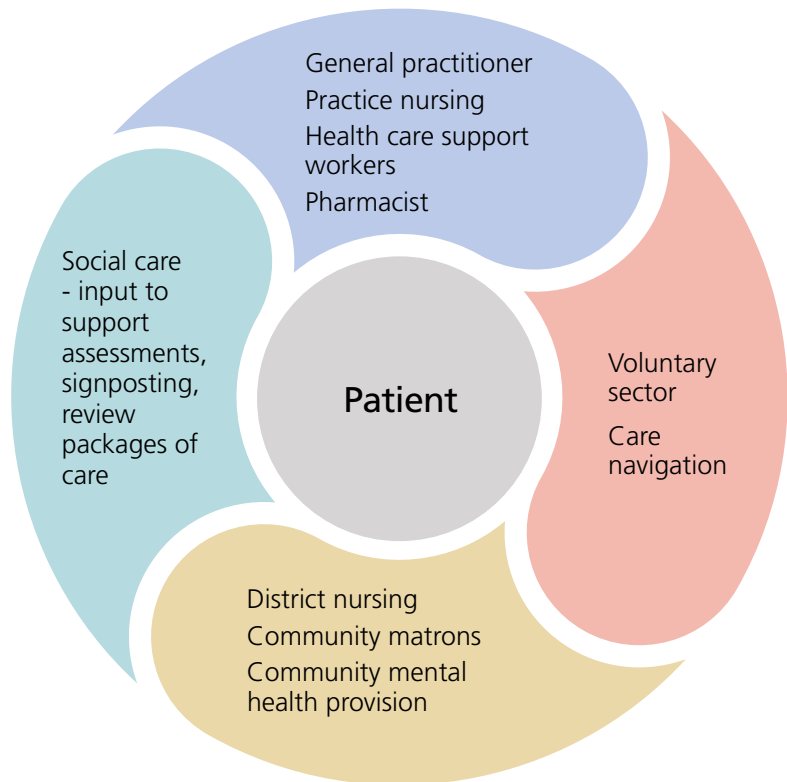 General practitioner
Practice nursing
Health care support
workers
Pharmacist
Social care
- input to
support
assessments,
signposting,
review
packages of
care
Patient
Voluntary
sector
Care
navigation
District nursing
Community matrons
Community mental
health provision